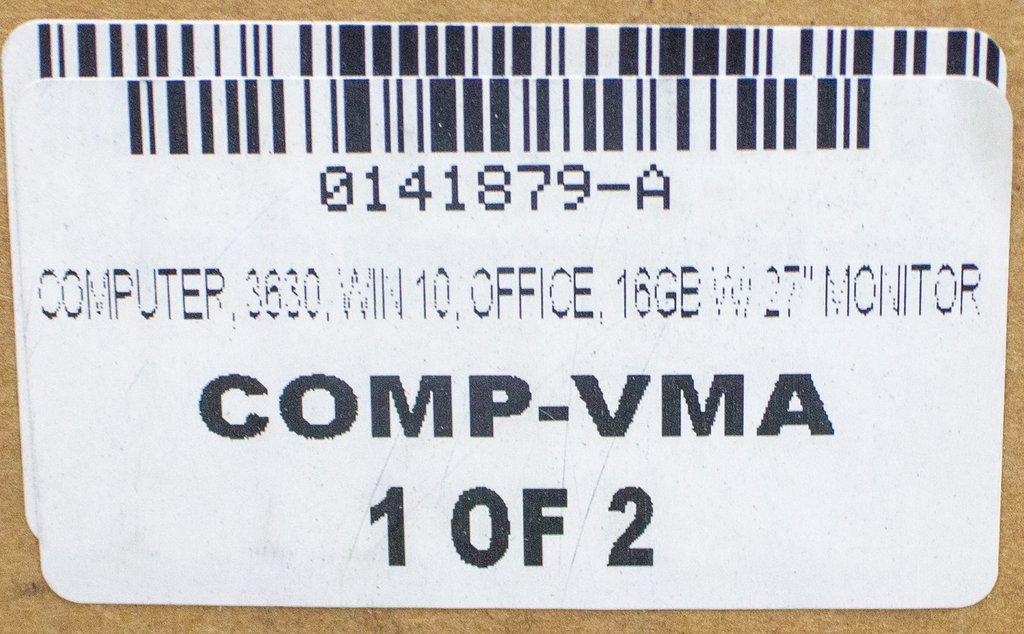 0141879-A
COMPUTER, 3630, WIN 10, OFFICE, 16GB W/ 27" MONITOR
COMP-VMA
1 OF 2